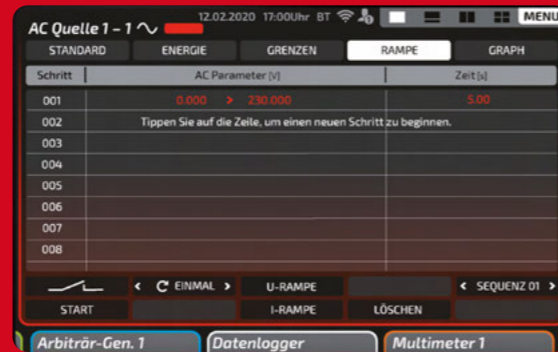 AC Quelle 1 – 1
12.02.2020 17:00Uhr BT
MENU
STANDARD ENERGIE GRENZEN RAMPE GRAPH
Schritt AC Parameter [V] Zeit [s]
001 0.000 > 230.000 5.00
002 Tippen Sie auf die Zeile, um einen neuen Schritt zu beginnen.
003
004
005
006
007
008
< EINMAL > U-RAMPE < SEQUENZ 01 >
START I-RAMPE LÖSCHEN
Arbiträr-Gen. 1 Datenlogger Multimeter 1